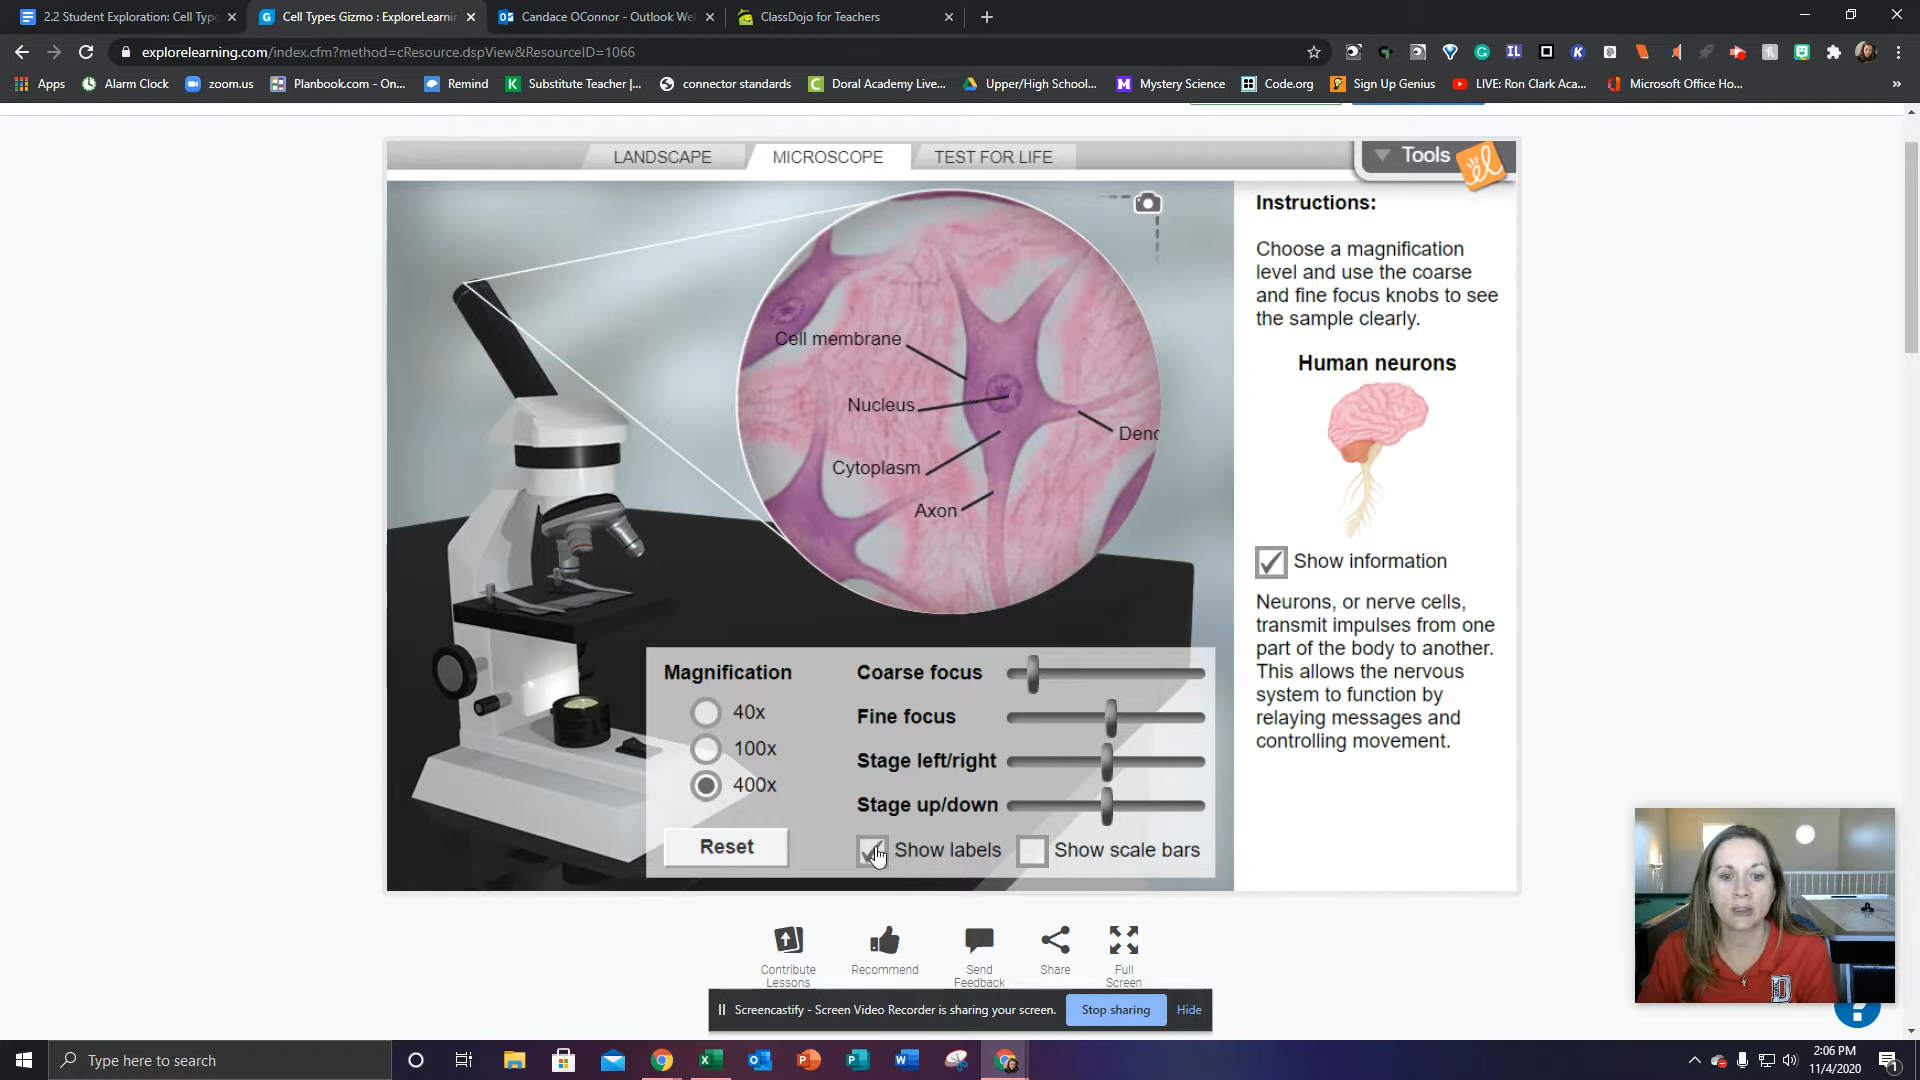 2.2 Student Exploration: Cell Type
Cell Types Gizmo : ExploreLearnin
Candace OConnor - Outlook We
ClassDojo for Teachers
explorelearning.com/index.cfm?method=cResource.dspView&ResourceID=1066
Apps
Alarm Clock
zoom.us
Planbook.com - On...
Remind
Substitute Teacher |...
connector standards
Doral Academy Live...
Upper/High School...
Mystery Science
Code.org
Sign Up Genius
LIVE: Ron Clark Aca...
Microsoft Office Ho...
LANDSCAPE
MICROSCOPE
TEST FOR LIFE
Tools
Cell membrane
Nucleus
Cytoplasm
Axon
Instructions:
Choose a magnification
level and use the coarse
and fine focus knobs to see
the sample clearly.
Human neurons
Show information
Neurons, or nerve cells,
transmit impulses from one
part of the body to another.
This allows the nervous
system to function by
relaying messages and
controlling movement.
Magnification
40x
100x
400x
Reset
Coarse focus
Fine focus
Stage left/right
Stage up/down
Show labels
Show scale bars
Contribute
Lessons
Recommend
Send
Feedback
Share
Full
Screen
Screencastify - Screen Video Recorder is sharing your screen.
Stop sharing
Hide
Type here to search
2:06 PM
11/4/2020